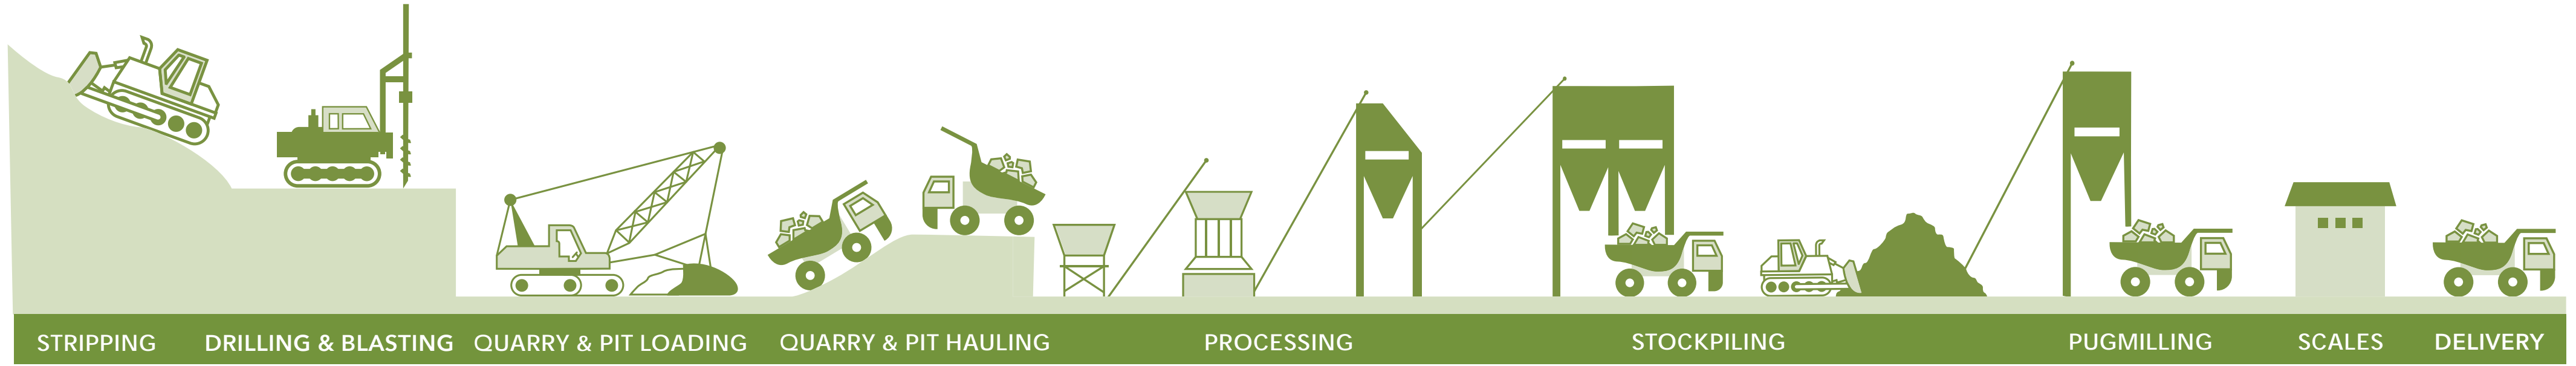 STRIPPING
DRILLING & BLASTING
QUARRY & PIT LOADING
QUARRY & PIT HAULING
PROCESSING
STOCKPILING
PUGMILLING
SCALES
DELIVERY